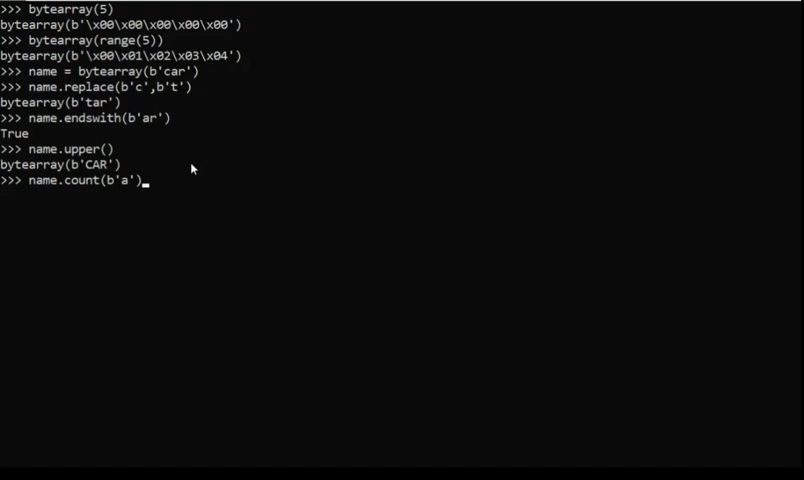 >>> bytearray(5)
bytearray(b'\x00\x00\x00\x00\x00')
>>> bytearray(range(5))
bytearray(b'\x00\x01\x02\x03\x04')
>>> name = bytearray(b'car')
>>> name.replace(b'c',b't')
bytearray(b'tar')
>>> name.endswith(b'ar')
True
>>> name.upper()
bytearray(b'CAR')
>>> name.count(b'a')